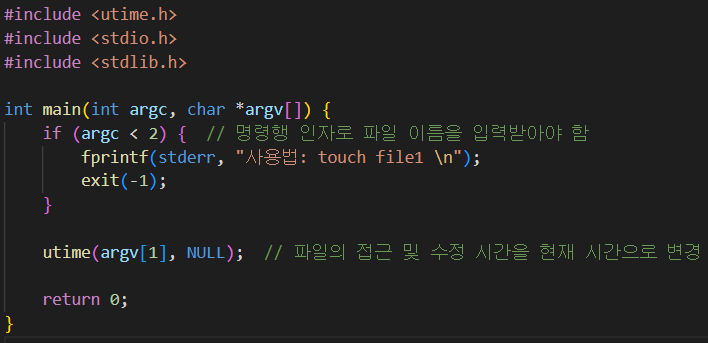 #include <utime.h>
#include <stdio.h>
#include <stdlib.h>
int main(int argc, char *argv[]) {
if (argc < 2) { // 명령행 인자로 파일 이름을 입력받아야 함
fprintf(stderr, "사용법: touch file1 \n");
exit(-1);
}
utime(argv[1], NULL); // 파일의 접근 및 수정 시간을 현재 시간으로 변경
return 0;
}